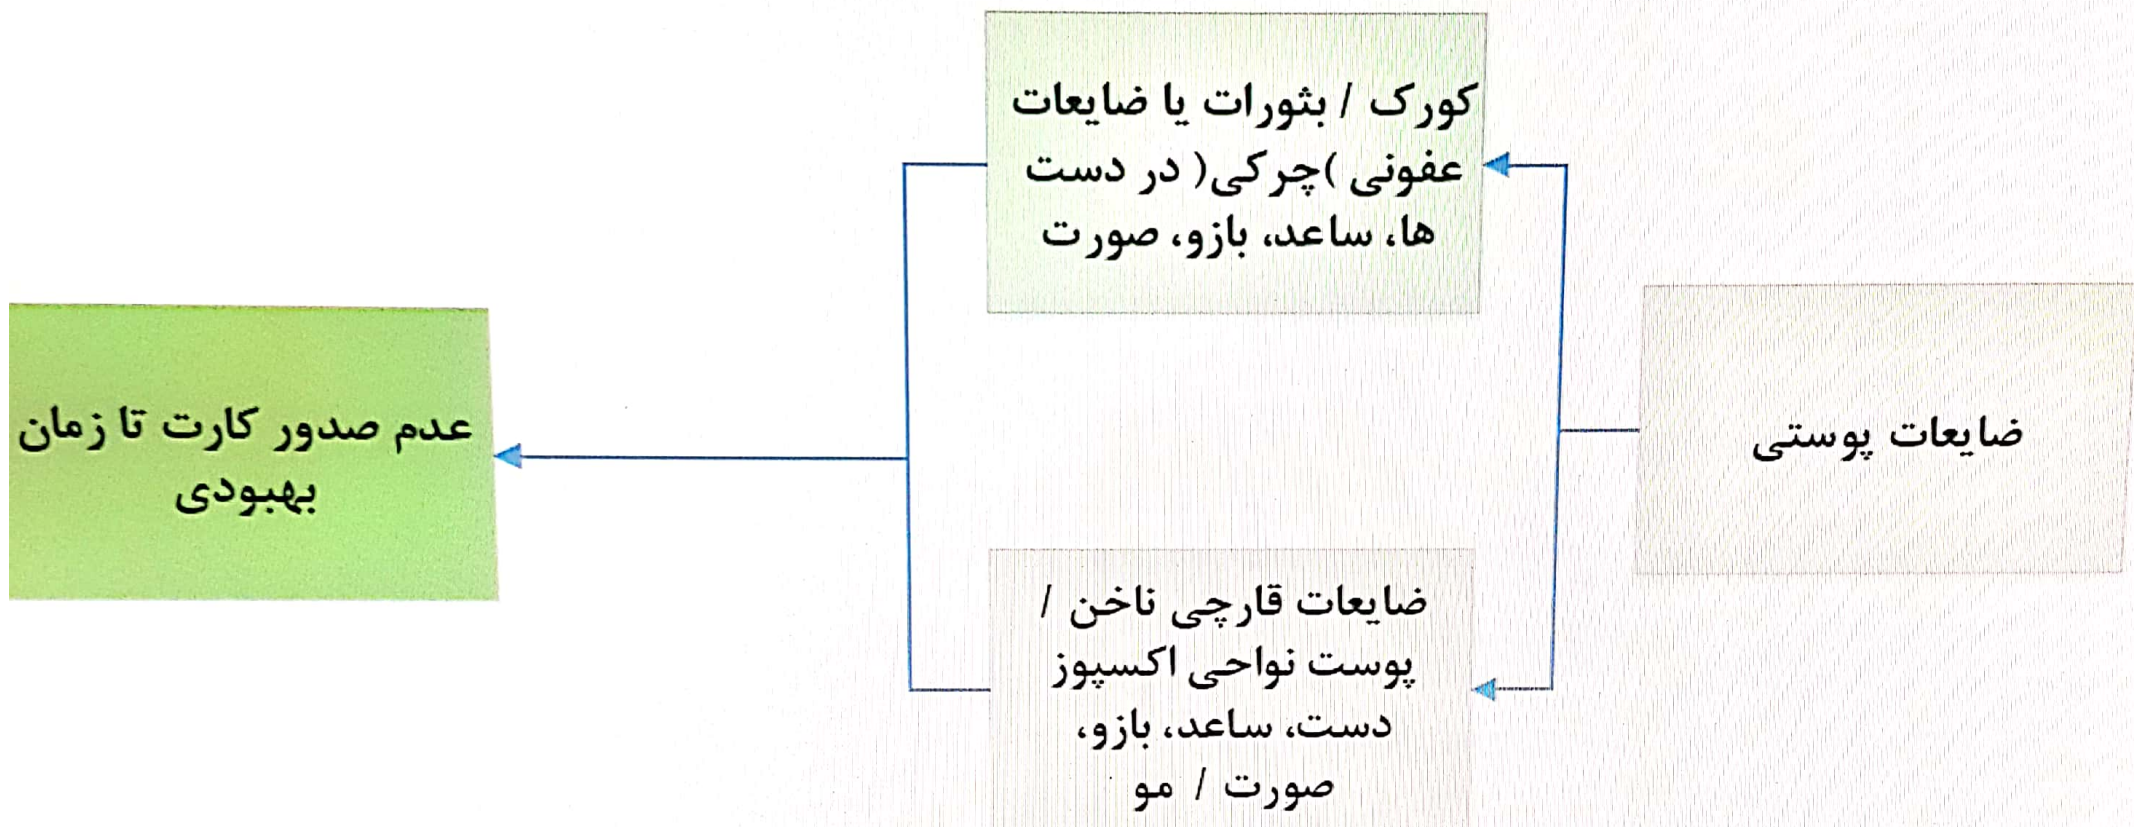 ضایعات پوستی
کورک / بثورات یا ضایعات
عفونی )چرکی( در دست
ها، ساعد، بازو، صورت
ضایعات قارچی ناخن /
پوست نواحی اکسپوز
دست، ساعد، بازو،
صورت / مو
عدم صدور کارت تا زمان
بهبودی